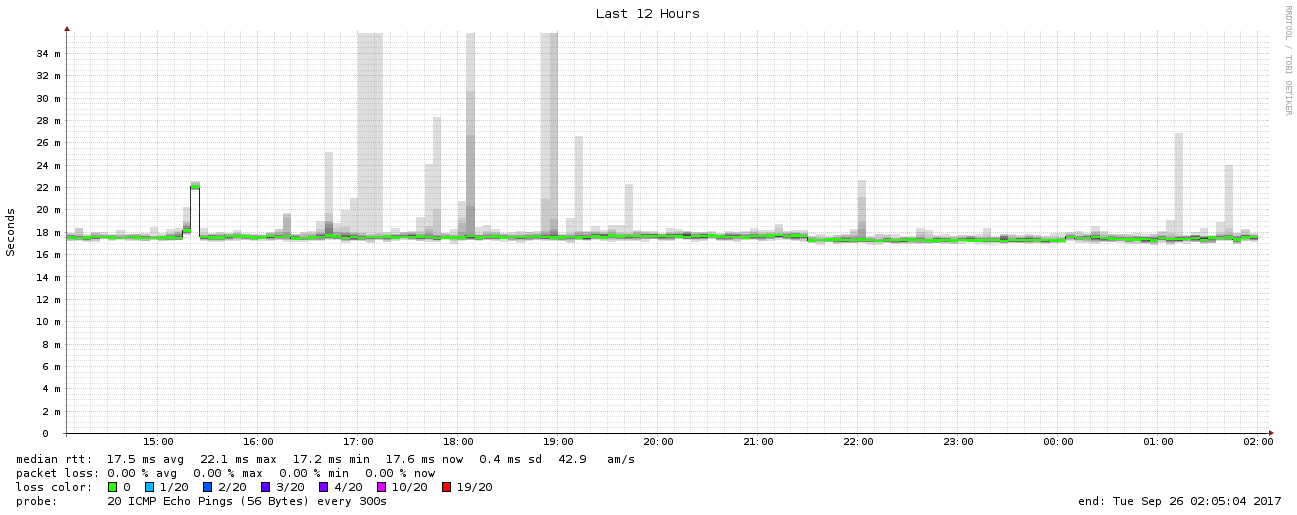 Last 12 Hours
RRDTOOL / TOBI OETIKER
Seconds
34 m
32 m
30 m
28 m
26 m
24 m
22 m
20 m
18 m
16 m
14 m
12 m
10 m
8 m
6 m
4 m
2 m
0
15:00 16:00 17:00 18:00 19:00 20:00 21:00 22:00 23:00 00:00 01:00 02:00
median rtt: 17.5 ms avg 22.1 ms max 17.2 ms min 17.6 ms now 0.4 ms sd 42.9 am/s
packet loss: 0.00 % avg 0.00 % max 0.00 % min 0.00 % now
loss color: 0 1/20 2/20 3/20 4/20 10/20 19/20
probe: 20 ICMP Echo Pings (56 Bytes) every 300s end: Tue Sep 26 02:05:04 2017